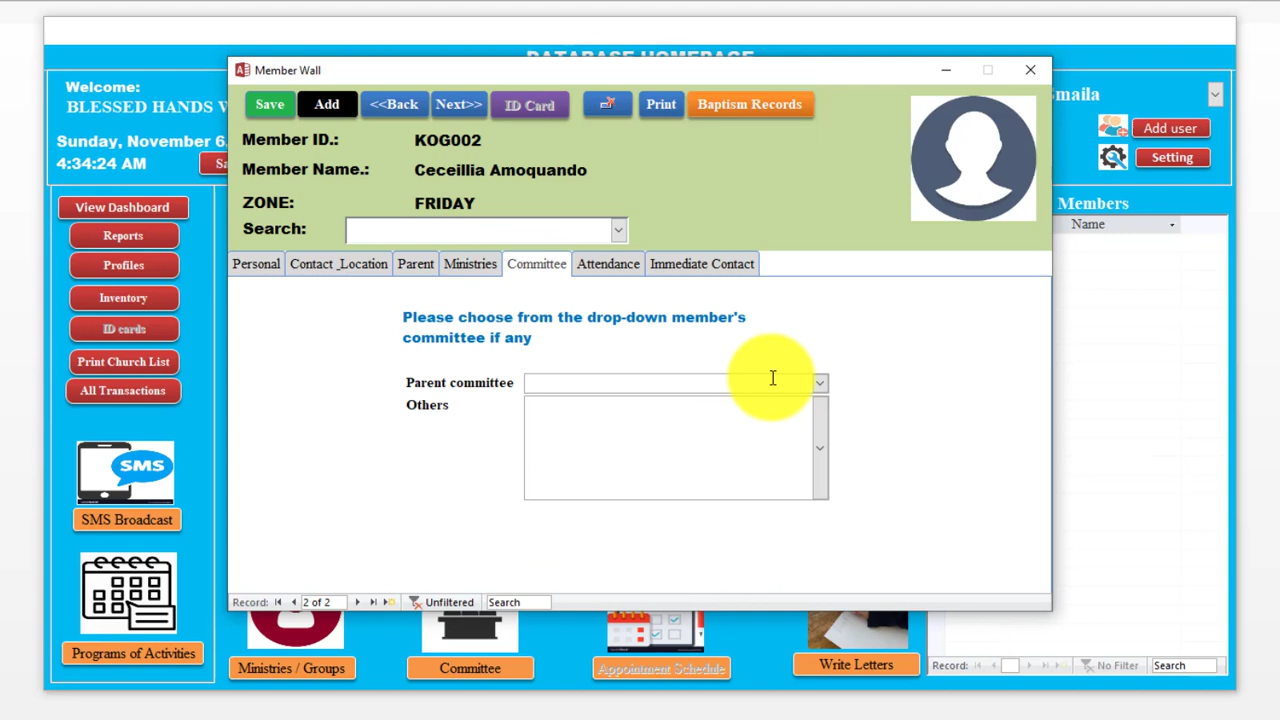 DATABASE HOMEPAGE
Member Wall
Welcome:
BLESSED HANDS
Sunday, November 6,
4:34:24 AM
smaila
Add user
Setting
Save
Add
<<Back
Next>>
ID Card
Print
Baptism Records
Member ID.:
KOG002
Member Name.:
Ceceillia Amoquando
ZONE:
FRIDAY
Search:
Personal
Contact _Location
Parent
Ministries
Committee
Attendance
Immediate Contact
Please choose from the drop-down member's
committee if any
Parent committee
Others
View Dashboard
Reports
Profiles
Inventory
ID cards
Print Church List
All Transactions
SMS
SMS Broadcast
Programs of Activities
Members
Name
Record:
2 of 2
Unfiltered
Search
Ministries / Groups
Committee
Appointment Schedule
Write Letters
Record:
No Filter
Search